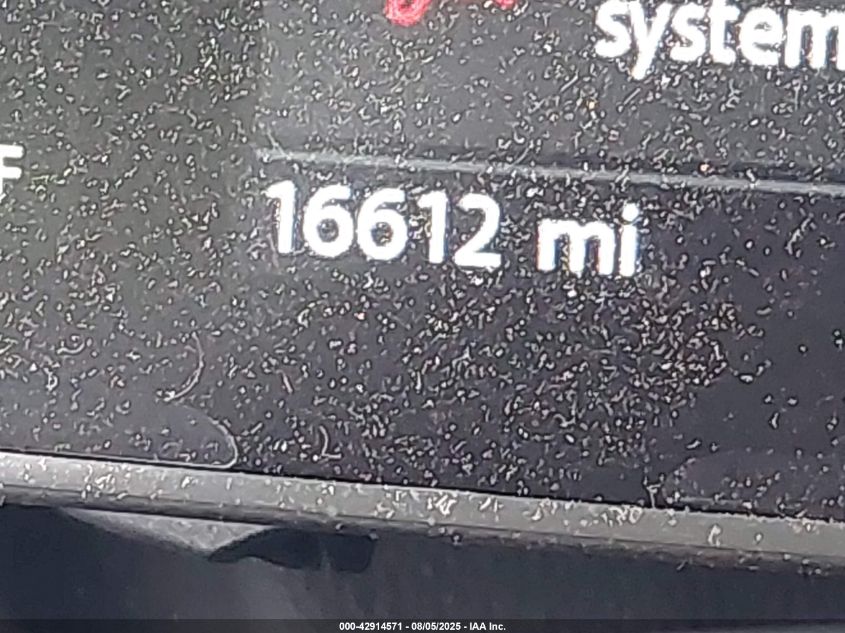 system
F
16612 mi
000-42914571 - 08/05/2025 - IAA Inc.